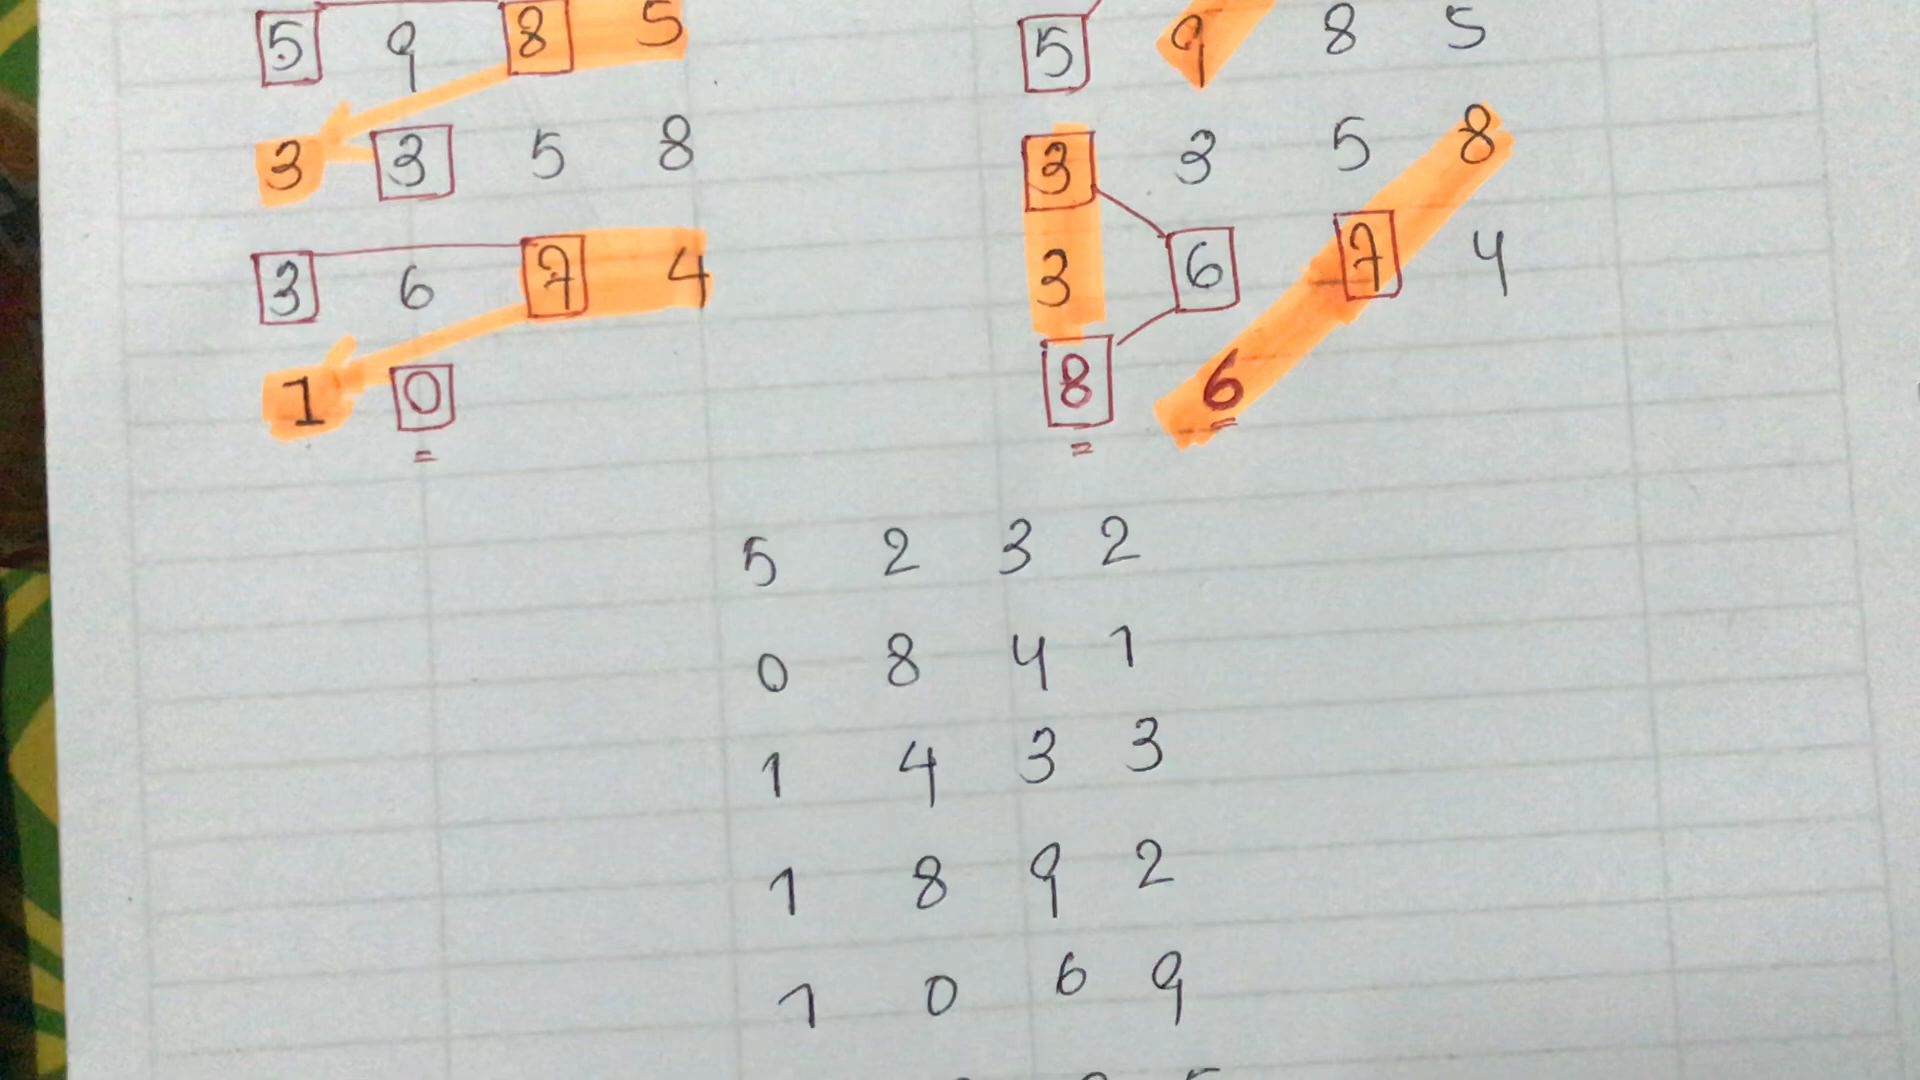 5 9 8 5
3 3 5 8
3 6 7 4
1 0
=
5 9 8 5
3 3 5 8
3 6 7 4
8 6
= =
5 2 3 2
0 8 4 1
1 4 3 3
1 8 9 2
1 0 6 9